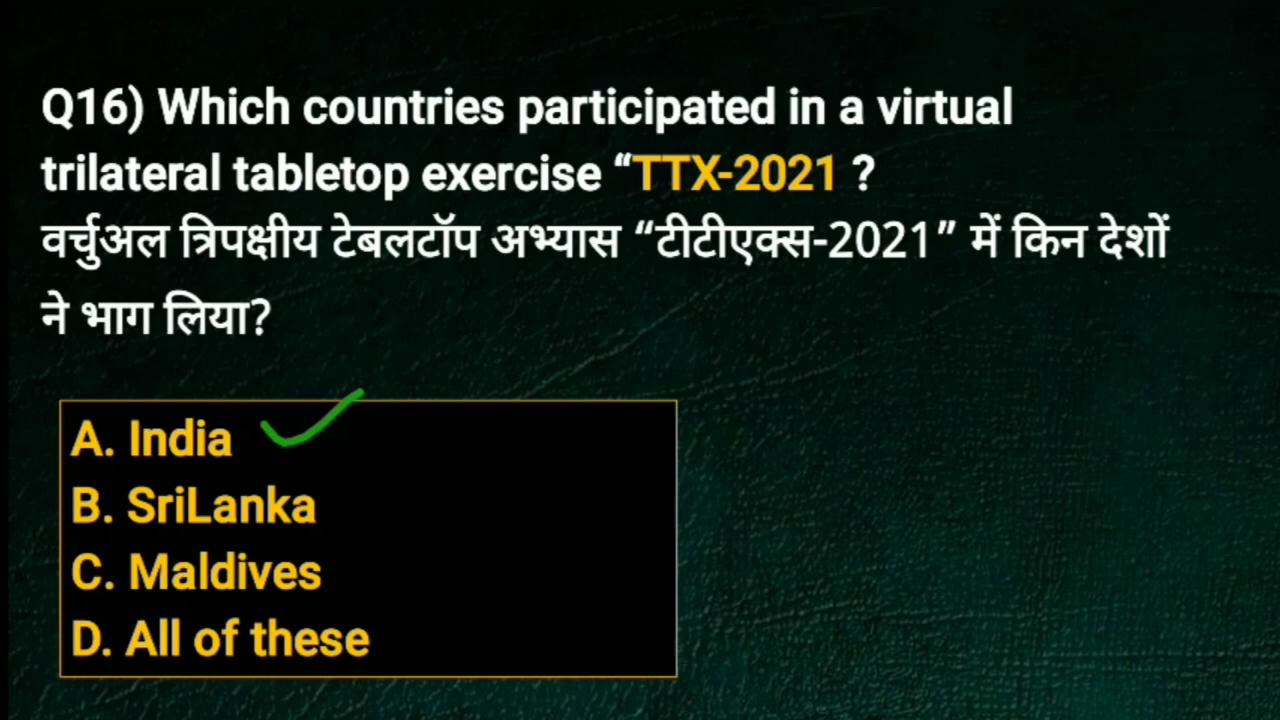 Q16) Which countries participated in a virtual
trilateral tabletop exercise “TTX-2021 ?
वर्चुअल त्रिपक्षीय टेबलटॉप अभ्यास “टीटीएक्स-2021” में किन देशों
ने भाग लिया?
A. India
B. SriLanka
C. Maldives
D. All of these